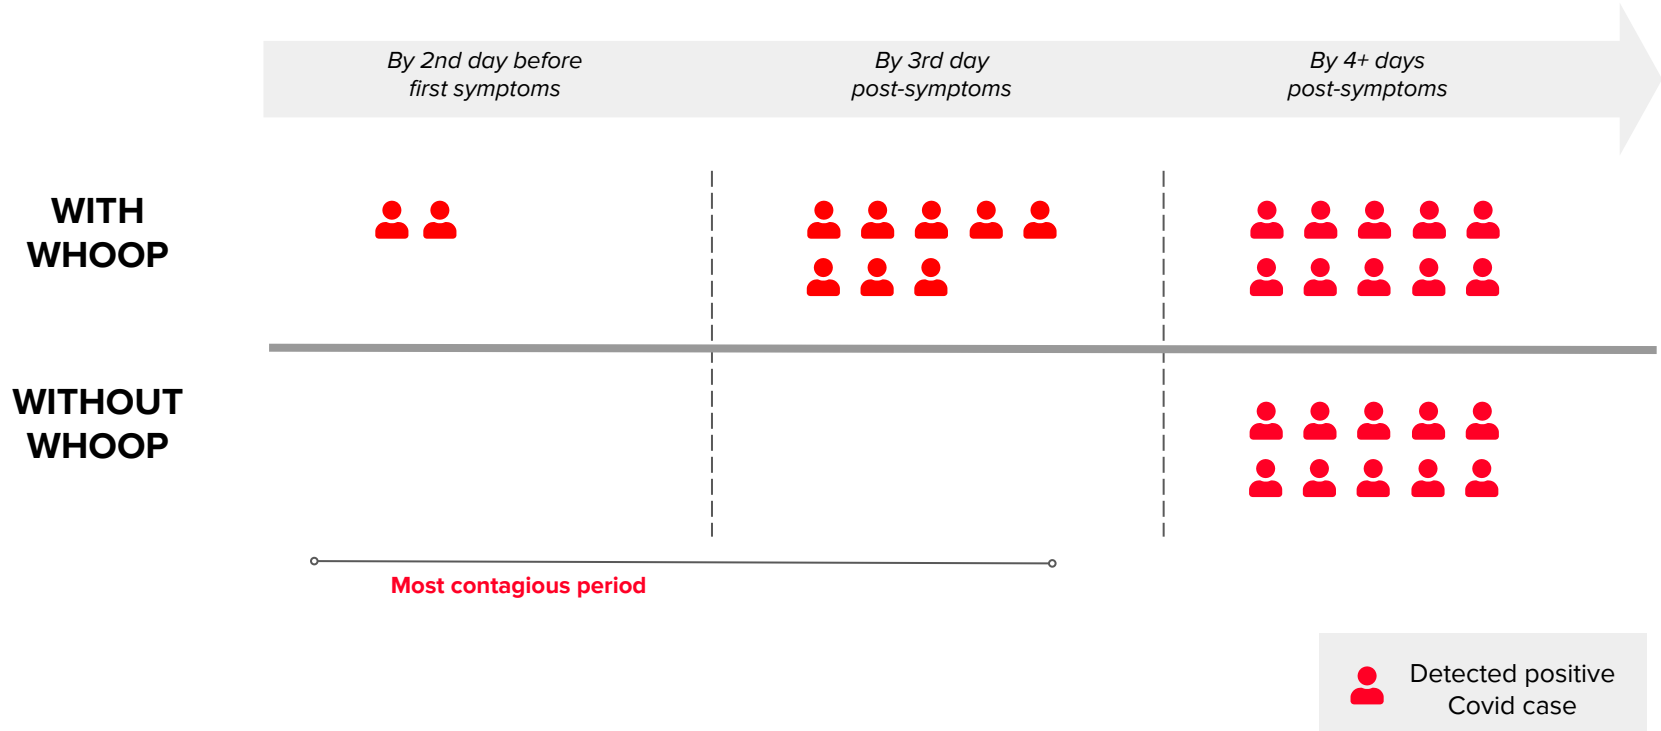 By 2nd day before
first symptoms
By 3rd day
post-symptoms
By 4+ days
post-symptoms
WITH
WHOOP
WITHOUT
WHOOP
Most contagious period
Detected positive
Covid case